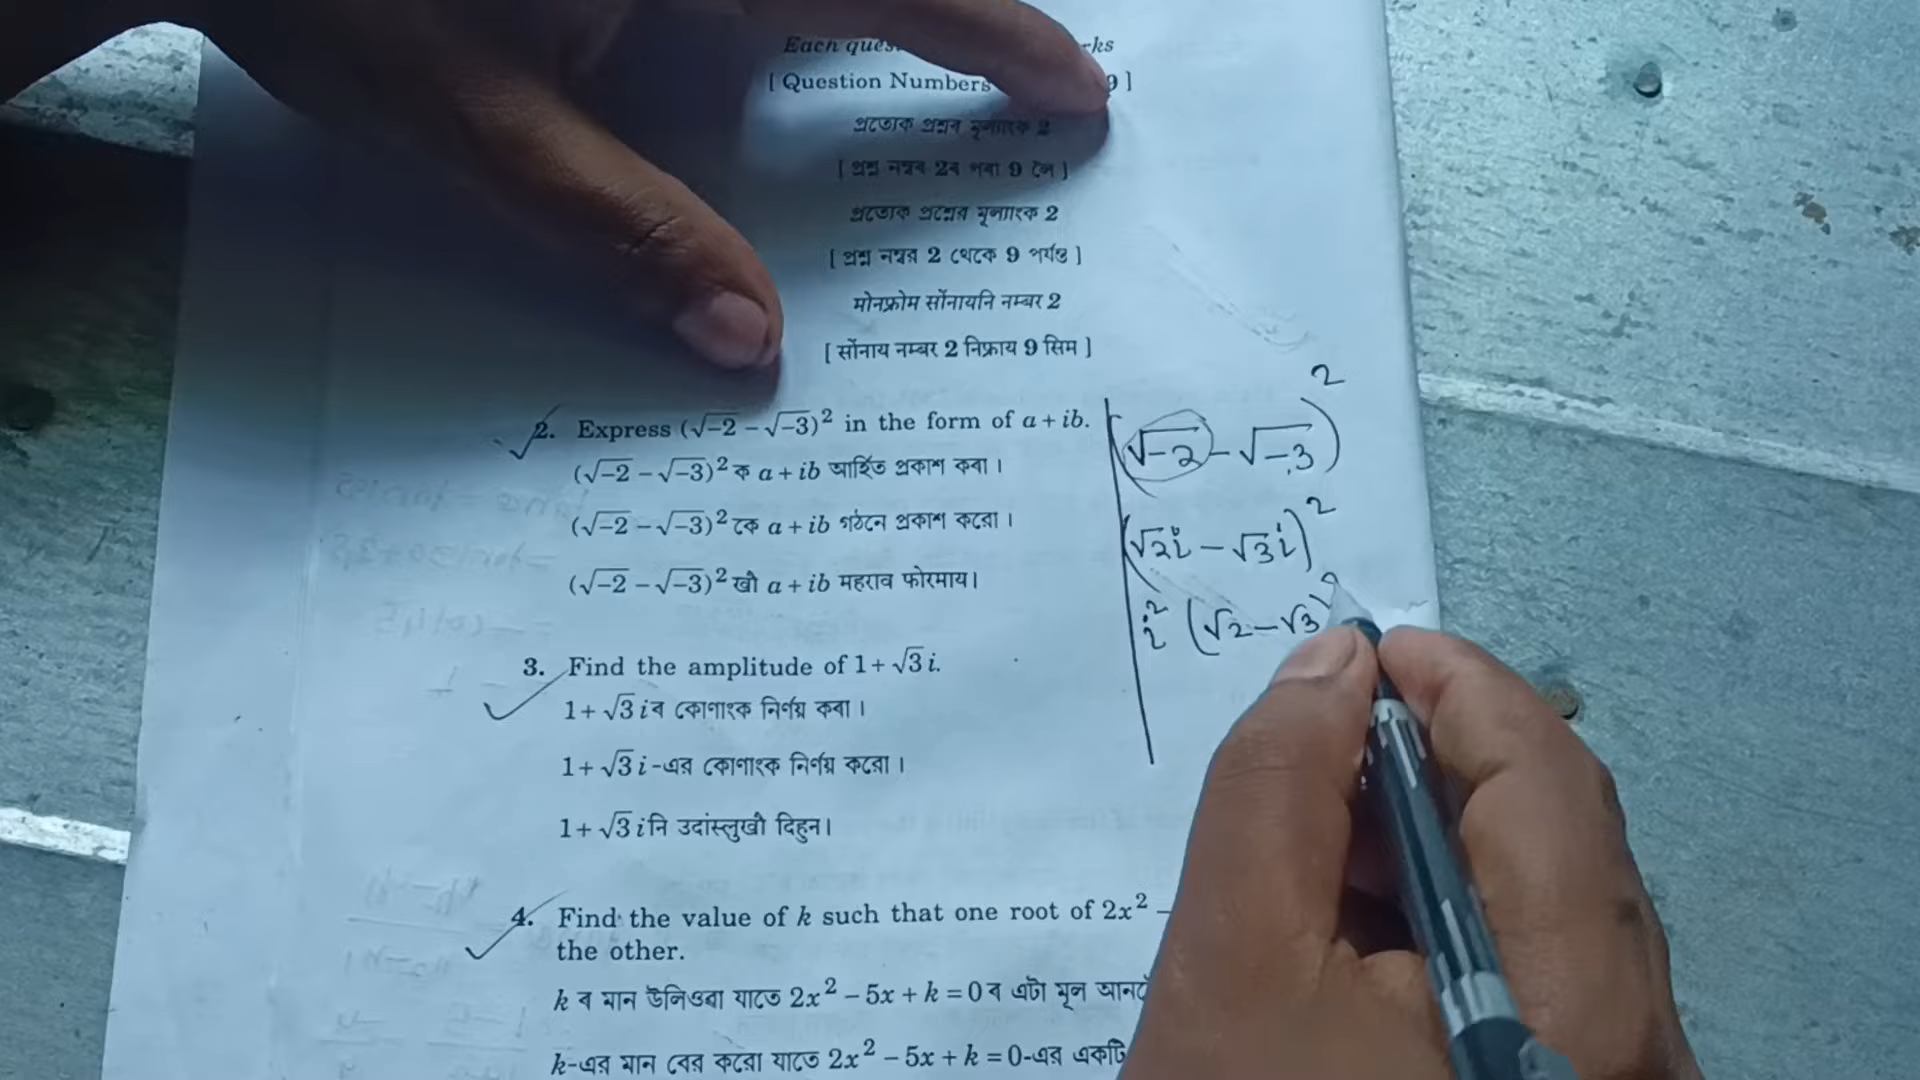 Each rks
[ Question Numbers 9 ]
প্রত্যেক প্ৰশ্নৰ মূল্যাংক 2
[ প্ৰশ্ন নম্বৰ 2ৰ পৰা 9 লৈ ]
প্রত্যেক প্রশ্নের মূল্যাংক 2
[ প্রশ্ন নম্বর 2 থেকে 9 পর্যন্ত ]
मोनफ्रोम सोंनायनि नम्बर 2
[ सोंनाय नम्बर 2 निफ्राय 9 सिम ]
2. Express (√-2 − √-3)² in the form of a + ib.
(√-2 − √-3)² ক a + ib আৰ্হিত প্ৰকাশ কৰা ।
(√-2 − √-3)² কে a + ib গঠনে প্রকাশ করো ।
(√-2 − √-3)² खौ a + ib महराव फोरमाय।
(√-2 − √-3)²
(√2i − √3i)²
i² (√2 − √3)
3. Find the amplitude of 1 + √3 i.
1 + √3 iৰ কোণাংক নিৰ্ণয় কৰা ।
1 + √3 i-এর কোণাংক নির্ণয় করো ।
1 + √3 iनि उदांस्लुखौ दिहुन।
4. Find the value of k such that one root of 2x² −
the other.
k ৰ মান উলিওৱা যাতে 2x² − 5x + k = 0ৰ এটা মূল
k-এর মান বের করো যাতে 2x² − 5x + k = 0-এর একটি